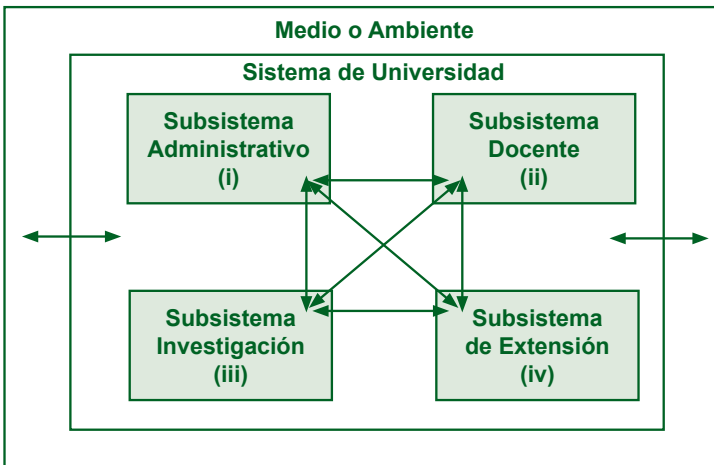 Medio o Ambiente
Sistema de Universidad
Subsistema
Administrativo
(i)
Subsistema
Docente
(ii)
Subsistema
Investigación
(iii)
Subsistema
de Extensión
(iv)